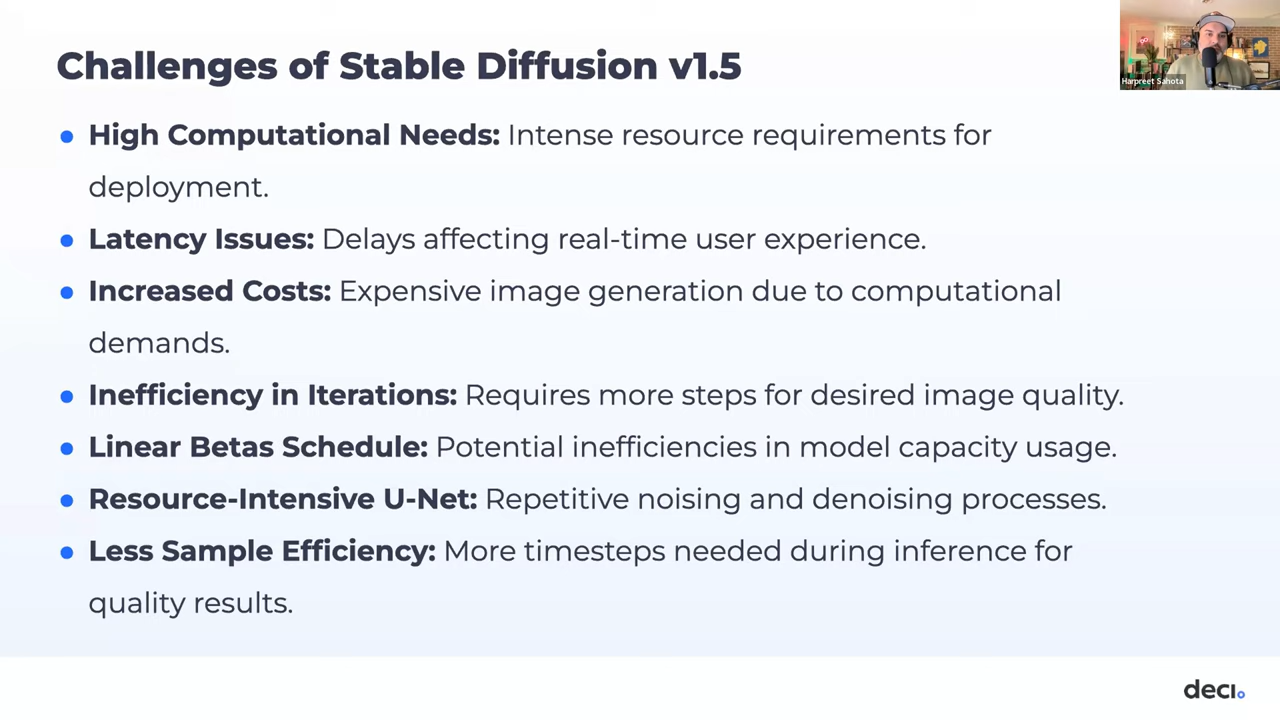 Challenges of Stable Diffusion v1.5
Harpreet Sahota
High Computational Needs: Intense resource requirements for
deployment.
Latency Issues: Delays affecting real-time user experience.
Increased Costs: Expensive image generation due to computational
demands.
Inefficiency in Iterations: Requires more steps for desired image quality.
Linear Betas Schedule: Potential inefficiencies in model capacity usage.
Resource-Intensive U-Net: Repetitive noising and denoising processes.
Less Sample Efficiency: More timesteps needed during inference for
quality results.
deci.